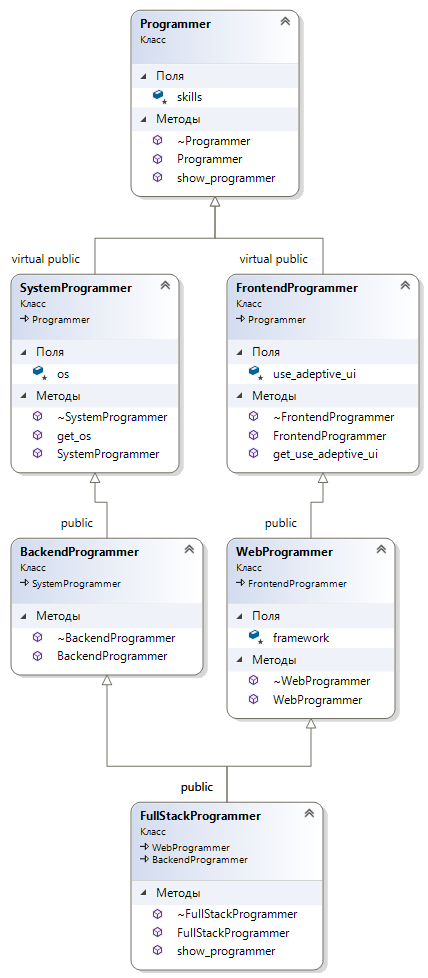 Programmer
Класс
Поля
skills
Методы
~Programmer
Programmer
show_programmer
virtual public
virtual public
SystemProgrammer
Класс
Programmer
Поля
os
Методы
~SystemProgrammer
get_os
SystemProgrammer
FrontendProgrammer
Класс
Programmer
Поля
use_adeptive_ui
Методы
~FrontendProgrammer
FrontendProgrammer
get_use_adeptive_ui
public
public
BackendProgrammer
Класс
SystemProgrammer
Методы
~BackendProgrammer
BackendProgrammer
WebProgrammer
Класс
FrontendProgrammer
Поля
framework
Методы
~WebProgrammer
WebProgrammer
public
FullStackProgrammer
Класс
WebProgrammer
BackendProgrammer
Методы
~FullStackProgrammer
FullStackProgrammer
show_programmer